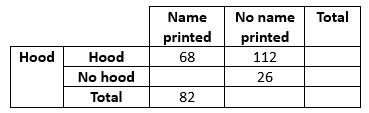 Name printed No name printed Total
Hood Hood 68 112
No hood 26
Total 82